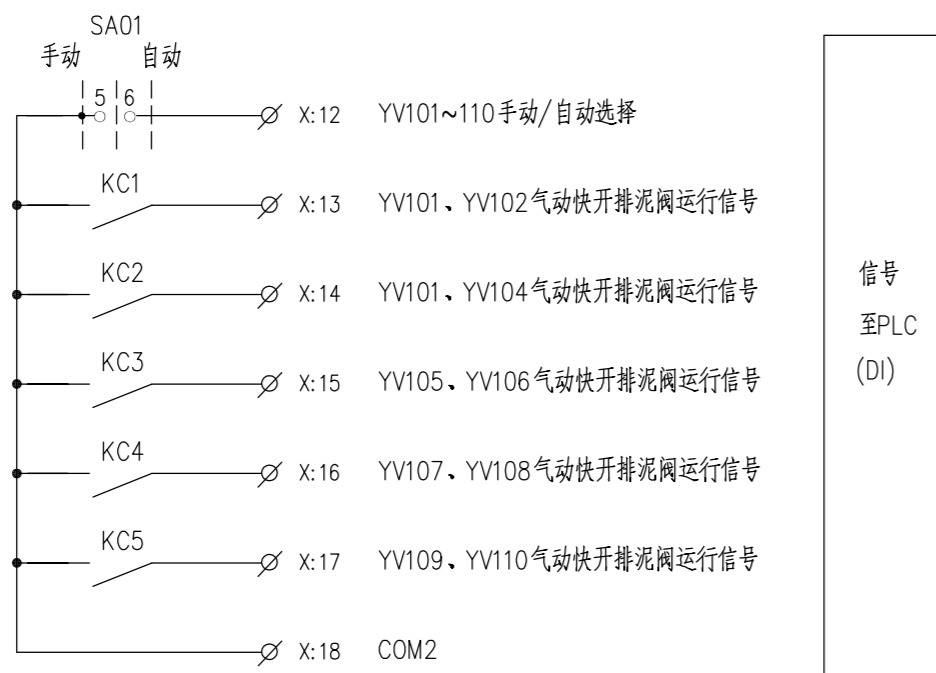 SA01
手动 自动
5 6
X:12 YV101~110手动/自动选择
KC1
X:13 YV101、YV102气动快开排泥阀运行信号
KC2
X:14 YV101、YV104气动快开排泥阀运行信号
KC3
X:15 YV105、YV106气动快开排泥阀运行信号
KC4
X:16 YV107、YV108气动快开排泥阀运行信号
KC5
X:17 YV109、YV110气动快开排泥阀运行信号
X:18 COM2
信号
至PLC
(DI)